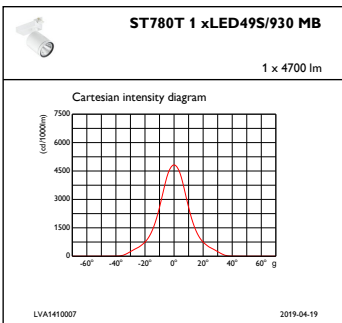 ST780T 1 xLED49S/930 MB
1 x 4700 lm
Cartesian intensity diagram
(cd/1000lm)
7500
6000
4500
3000
1500
0
-60° -40° -20° 0° 20° 40° 60° g
LVA1410007 2019-04-19